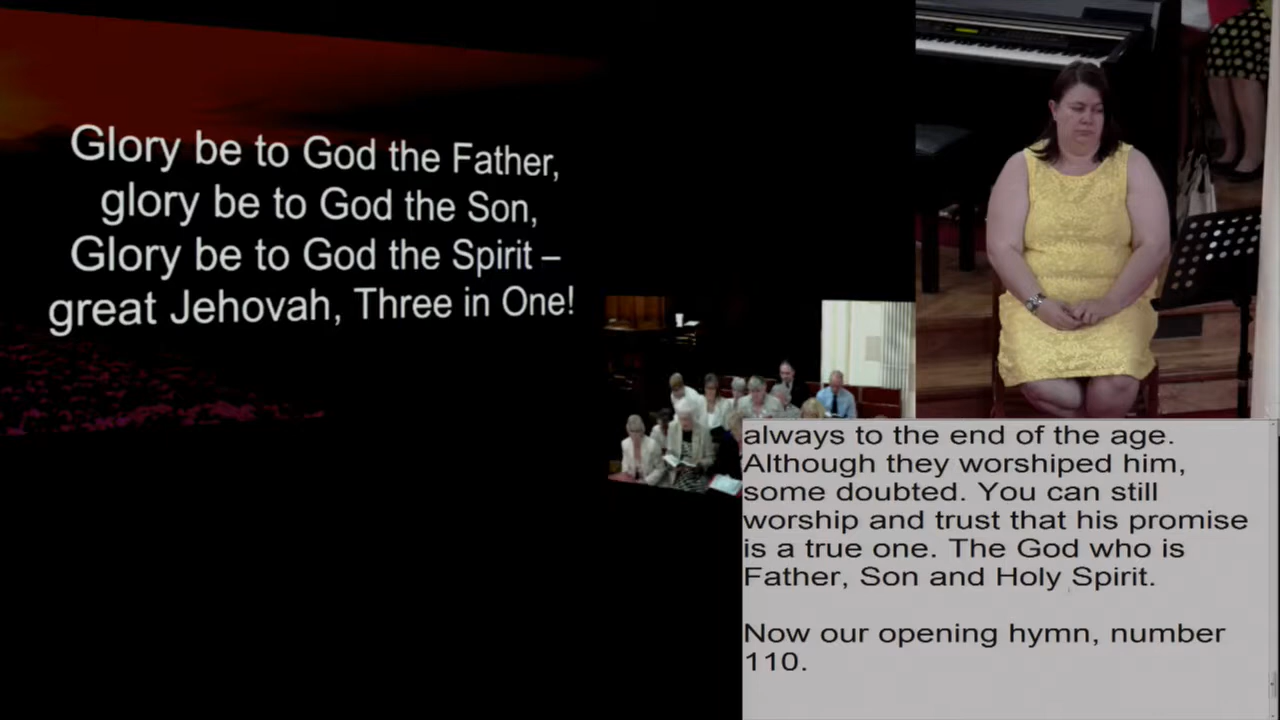 Glory be to God the Father,
glory be to God the Son,
Glory be to God the Spirit –
great Jehovah, Three in One!
always to the end of the age.
Although they worshiped him,
some doubted. You can still
worship and trust that his promise
is a true one. The God who is
Father, Son and Holy Spirit.
Now our opening hymn, number
110.